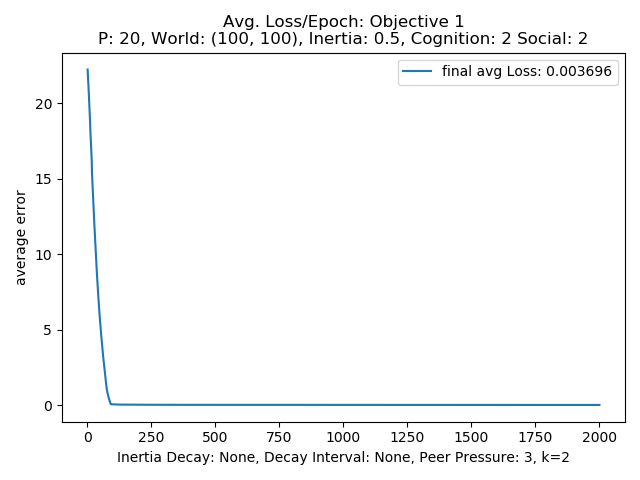 Avg. Loss/Epoch: Objective 1
P: 20, World: (100, 100), Inertia: 0.5, Cognition: 2 Social: 2
final avg Loss: 0.003696
average error
20
15
10
5
0
0 250 500 750 1000 1250 1500 1750 2000
Inertia Decay: None, Decay Interval: None, Peer Pressure: 3, k=2